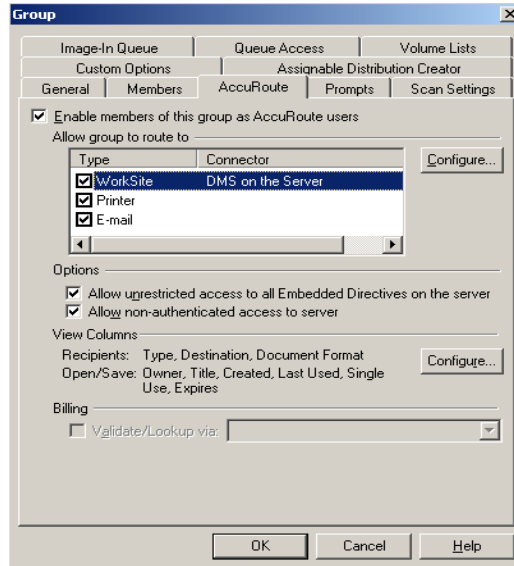 Group
Image-In Queue Queue Access Volume Lists
Custom Options Assignable Distribution Creator
General Members AccuRoute Prompts Scan Settings
Enable members of this group as AccuRoute users
Allow group to route to
Type Connector Configure...
WorkSite DMS on the Server
Printer
E-mail
Options
Allow unrestricted access to all Embedded Directives on the server
Allow non-authenticated access to server
View Columns
Recipients: Type, Destination, Document Format
Configure...
Open/Save: Owner, Title, Created, Last Used, Single
Use, Expires
Billing
Validate/Lookup via:
OK Cancel Help